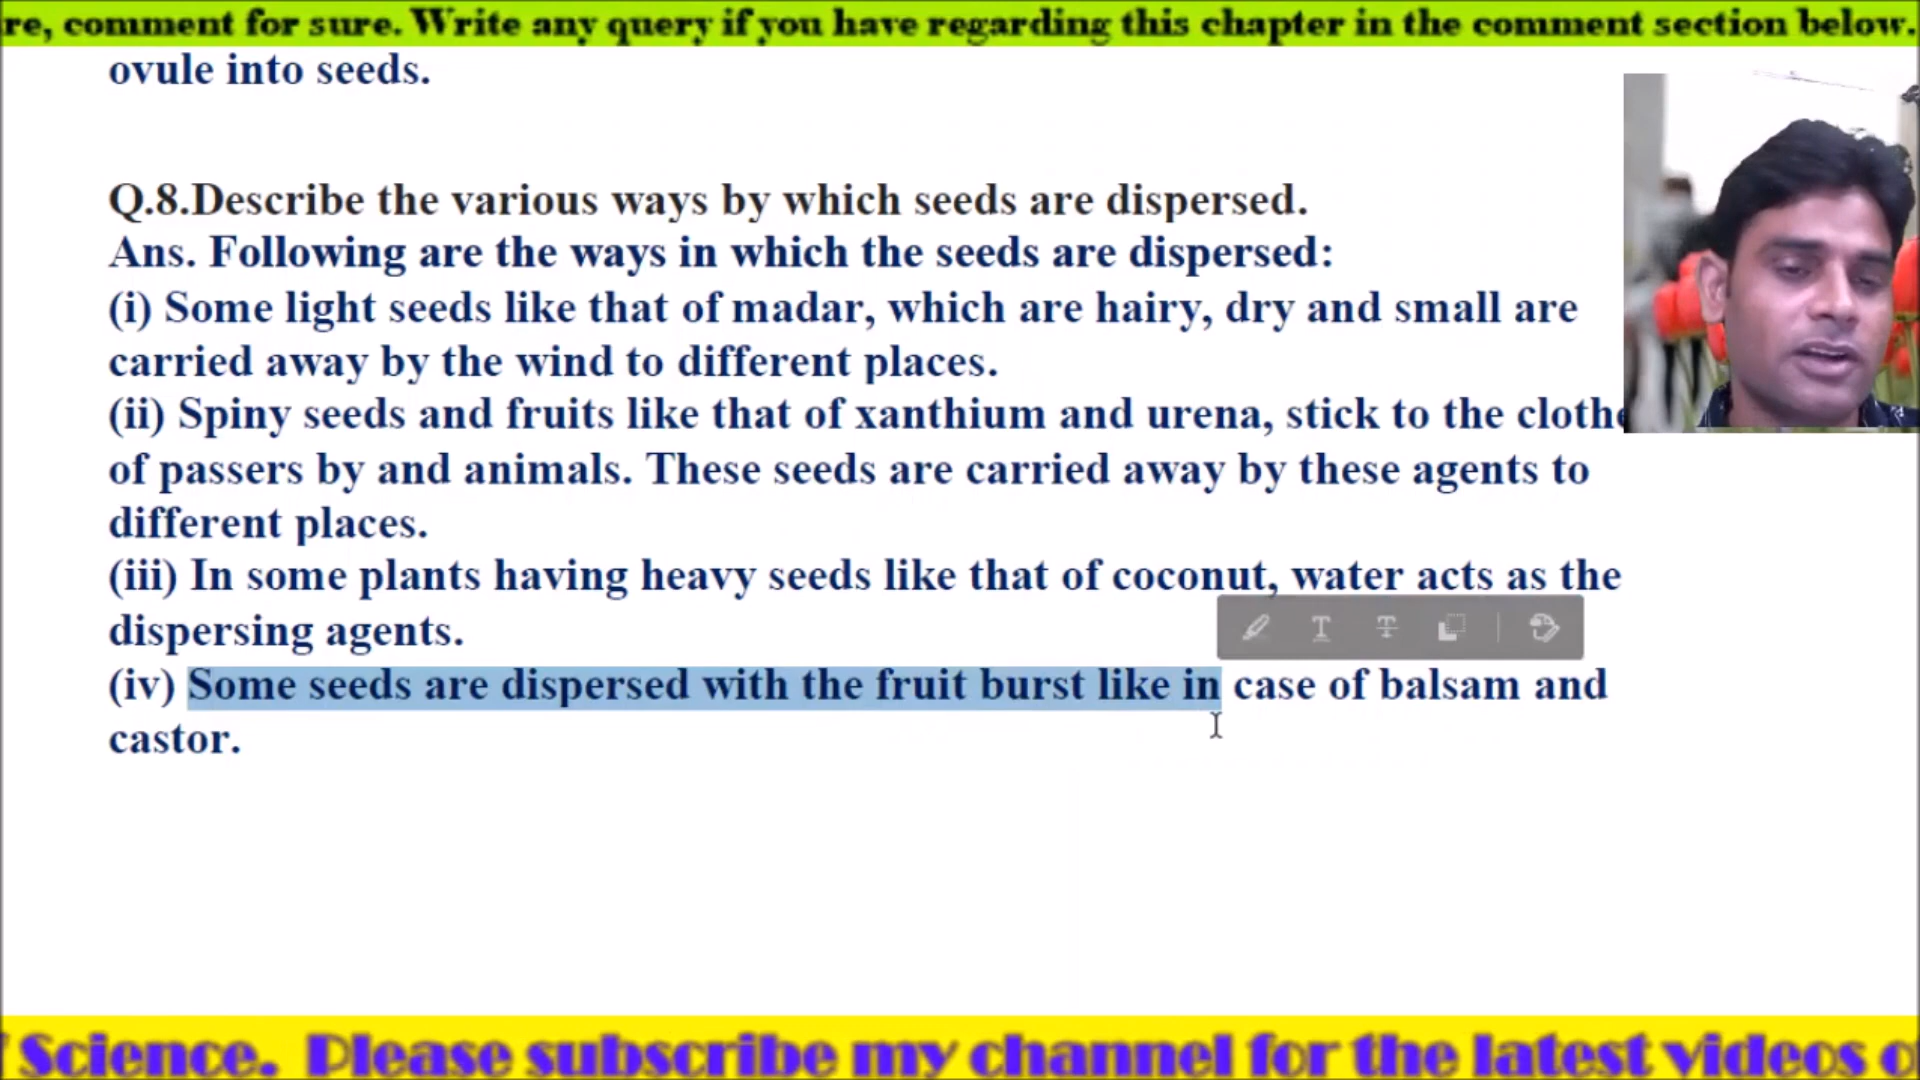 re, comment for sure. Write any query if you have regarding this chapter in the comment section below.
ovule into seeds.
Q.8.Describe the various ways by which seeds are dispersed.
Ans. Following are the ways in which the seeds are dispersed:
(i) Some light seeds like that of madar, which are hairy, dry and small are
carried away by the wind to different places.
(ii) Spiny seeds and fruits like that of xanthium and urena, stick to the clothe
of passers by and animals. These seeds are carried away by these agents to
different places.
(iii) In some plants having heavy seeds like that of coconut, water acts as the
dispersing agents.
(iv) Some seeds are dispersed with the fruit burst like in case of balsam and
castor.
Science. Please subscribe my channel for the latest videos o